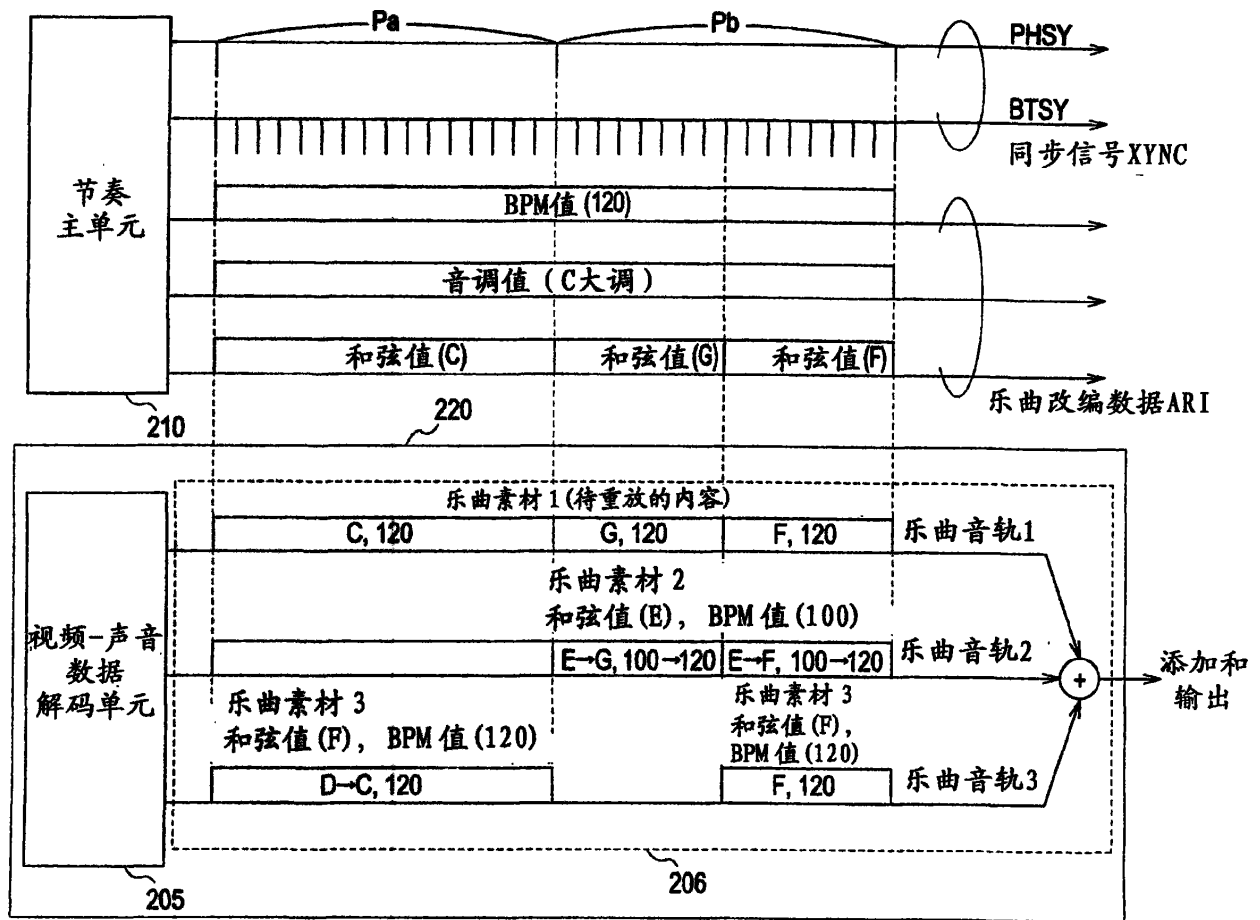 Pa
Pb
PHSY
BTSY
同步信号XYNC
节奏
主单元
BPM值(120)
音调值（C大调）
和弦值(C)
和弦值(G)
和弦值(F)
乐曲改编数据ARI
210
220
乐曲素材1(待重放的内容)
C, 120
G, 120
F, 120
乐曲音轨1
乐曲素材2
和弦值(E), BPM值(100)
E→G, 100→120
E→F, 100→120
乐曲音轨2
视频-声音
数据
解码单元
+
添加和
输出
乐曲素材3
和弦值(F), BPM值(120)
乐曲素材3
和弦值(F),
BPM值(120)
D→C, 120
F, 120
乐曲音轨3
205
206